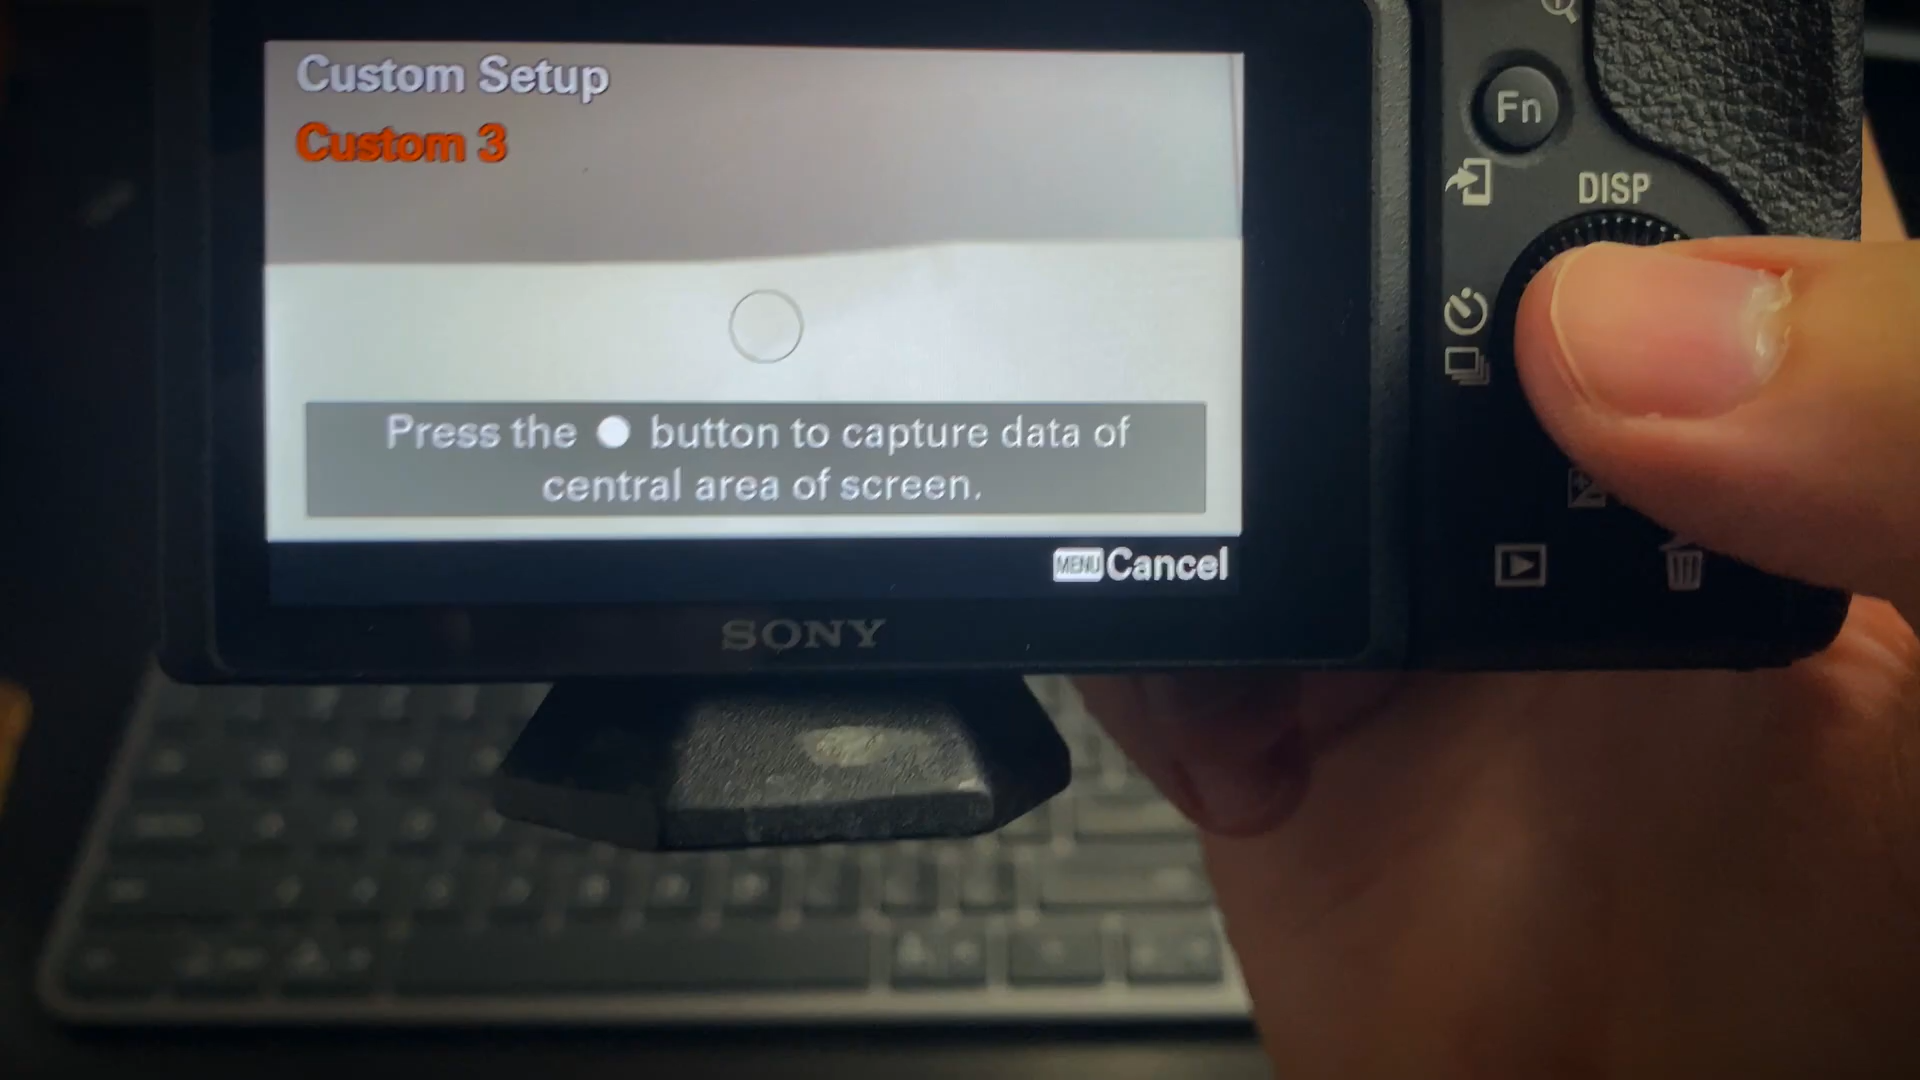 Custom Setup
Custom 3
Fn
DISP
Press the button to capture data of
central area of screen.
MENU Cancel
SONY